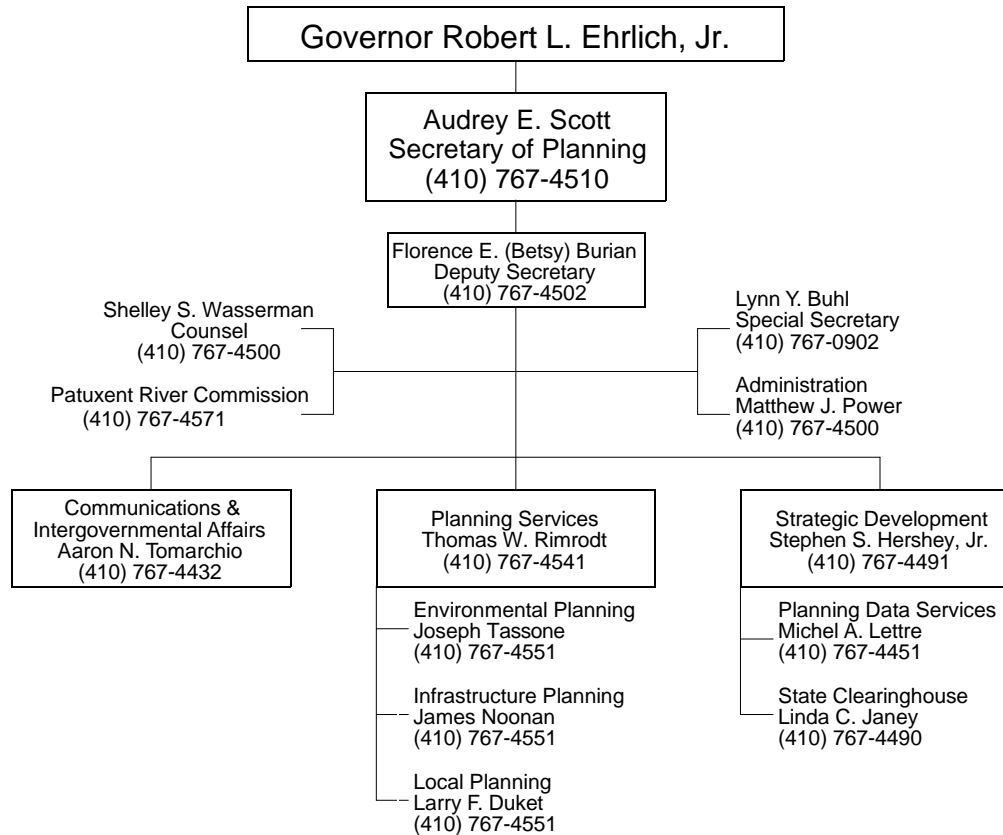 Governor Robert L. Ehrlich, Jr.
Audrey E. Scott
Secretary of Planning
(410) 767-4510
Florence E. (Betsy) Burian
Deputy Secretary
(410) 767-4502
Shelley S. Wasserman
Counsel
(410) 767-4500
Patuxent River Commission
(410) 767-4571
Lynn Y. Buhl
Special Secretary
(410) 767-0902
Administration
Matthew J. Power
(410) 767-4500
Communications &
Intergovernmental Affairs
Aaron N. Tomarchio
(410) 767-4432
Planning Services
Thomas W. Rimrodt
(410) 767-4541
Environmental Planning
Joseph Tassone
(410) 767-4551
Infrastructure Planning
James Noonan
(410) 767-4551
Local Planning
Larry F. Duket
(410) 767-4551
Strategic Development
Stephen S. Hershey, Jr.
(410) 767-4491
Planning Data Services
Michel A. Lettre
(410) 767-4451
State Clearinghouse
Linda C. Janey
(410) 767-4490